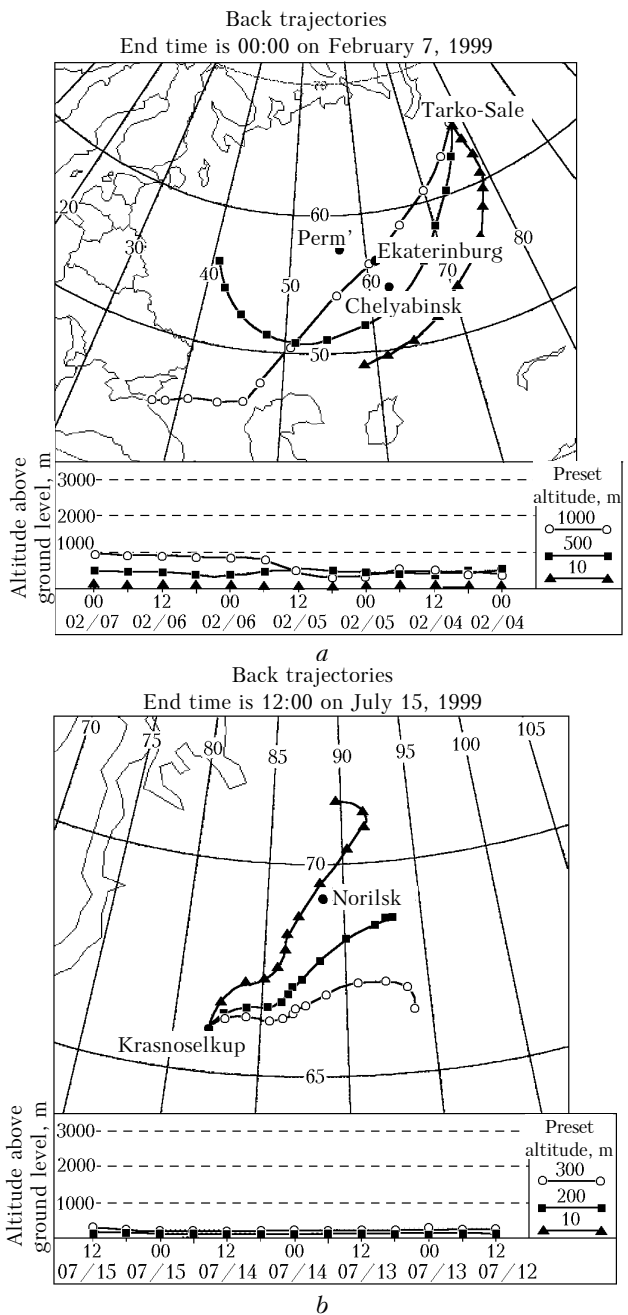 Back trajectories
End time is 00:00 on February 7, 1999
70
Tarko-Sale
20
30
60
Perm'
80
40
50
Ekaterinburg
60
70
Chelyabinsk
50
Altitude above
ground level, m
3000
2000
1000
Preset
altitude, m
1000
500
10
00 12 00 12 00 12 00
02/07 02/06 02/06 02/05 02/05 02/04 02/04
a
Back trajectories
End time is 12:00 on July 15, 1999
70 75 80 85 90 95 100 105
70
Norilsk
Krasnoselkup
65
Altitude above
ground level, m
3000
2000
1000
Preset
altitude, m
300
200
10
12 00 12 00 12 00 12
07/15 07/15 07/14 07/14 07/13 07/13 07/12
b